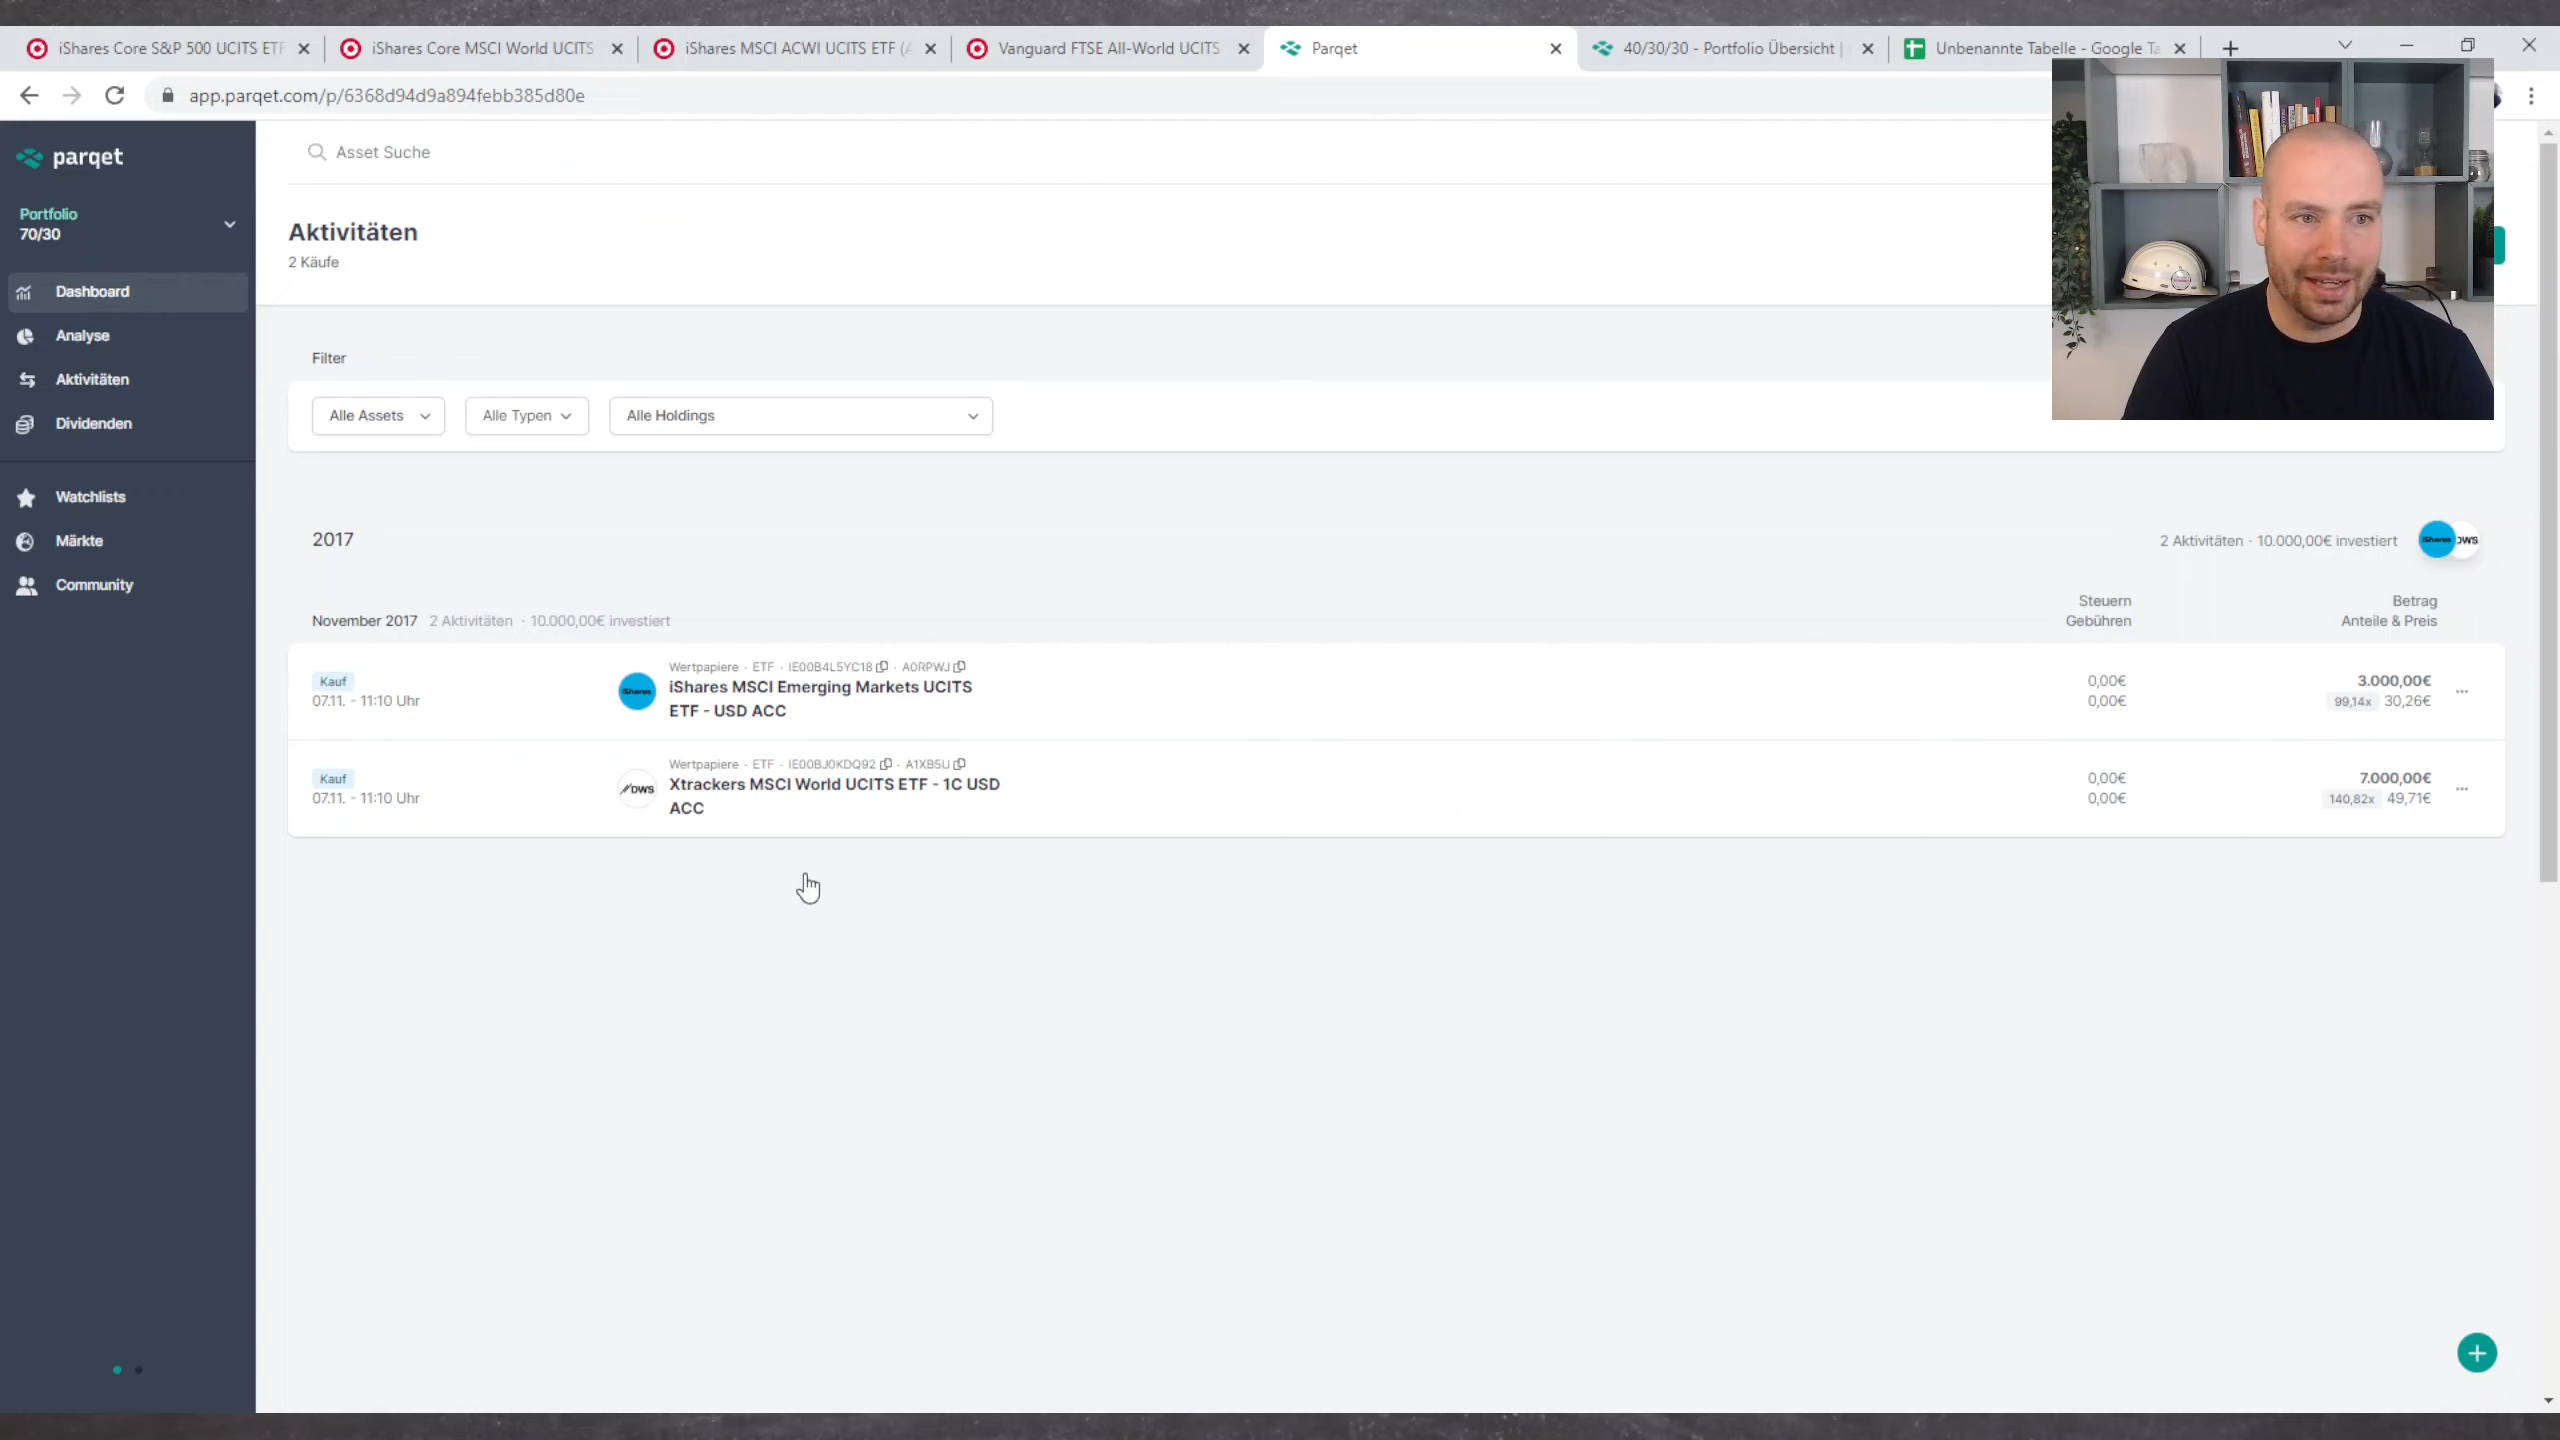 iShares Core S&P 500 UCITS ETF
iShares Core MSCI World UCITS
iShares MSCI ACWI UCITS ETF (A
Vanguard FTSE All-World UCITS
Parqet
40/30/30 - Portfolio Übersicht |
Unbenannte Tabelle - Google Ta
app.parqet.com/p/6368d94d9a894febb385d80e
parqet
Portfolio
70/30
Dashboard
Analyse
Aktivitäten
Dividenden
Watchlists
Märkte
Community
Asset Suche
Aktivitäten
2 Käufe
Filter
Alle Assets
Alle Typen
Alle Holdings
2017
2 Aktivitäten · 10.000,00€ investiert
iShares
DWS
Steuern
Gebühren
Betrag
Anteile & Preis
November 2017 2 Aktivitäten · 10.000,00€ investiert
Kauf
07.11. - 11:10 Uhr
iShares
Wertpapiere · ETF · IE00B4L5YC18 · A0RPWJ
iShares MSCI Emerging Markets UCITS
ETF - USD ACC
0,00€
0,00€
3.000,00€
99,14x 30,26€
Kauf
07.11. - 11:10 Uhr
DWS
Wertpapiere · ETF · IE00BJ0KDQ92 · A1XB5U
Xtrackers MSCI World UCITS ETF - 1C USD
ACC
0,00€
0,00€
7.000,00€
140,82x 49,71€